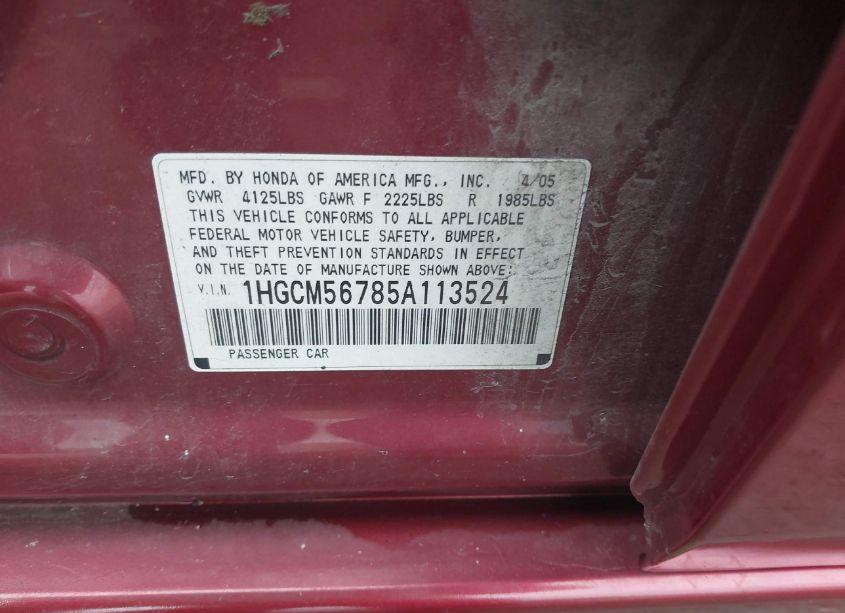 MFD. BY HONDA OF AMERICA MFG., INC. 4/05
GVWR 4125LBS GAWR F 2225LBS R 1985LBS
THIS VEHICLE CONFORMS TO ALL APPLICABLE
FEDERAL MOTOR VEHICLE SAFETY, BUMPER,
AND THEFT PREVENTION STANDARDS IN EFFECT
ON THE DATE OF MANUFACTURE SHOWN ABOVE:
V.I.N. 1HGCM56785A113524
PASSENGER CAR